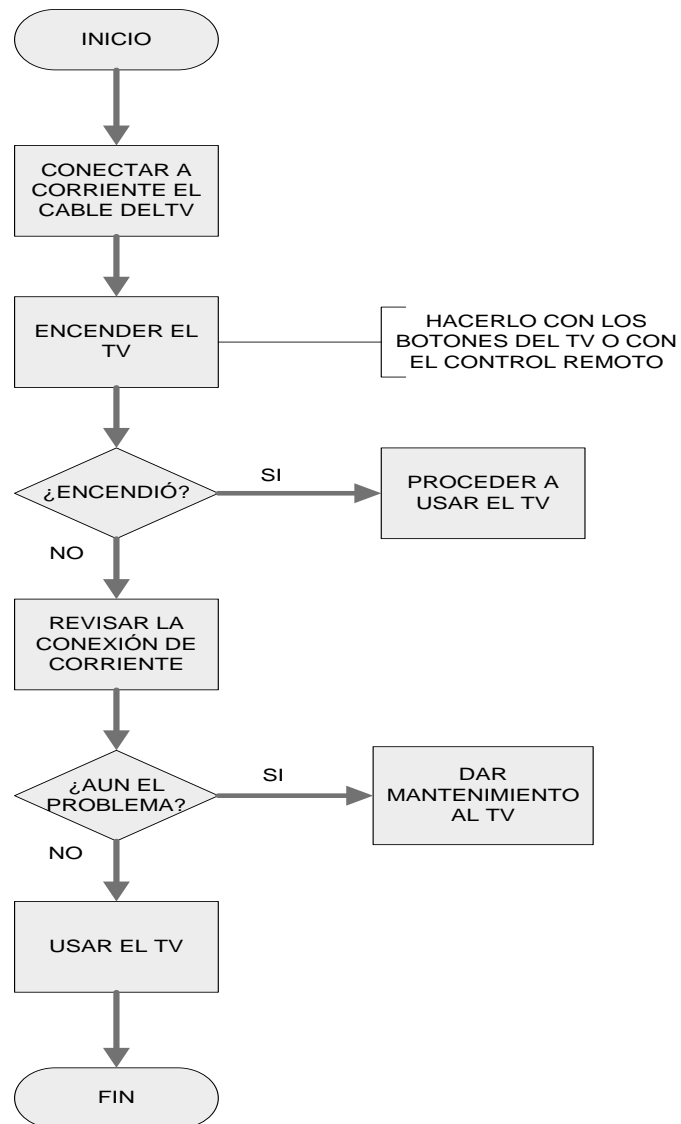 INICIO
CONECTAR A
CORRIENTE EL
CABLE DELTV
ENCENDER EL
TV
HACERLO CON LOS
BOTONES DEL TV O CON
EL CONTROL REMOTO
¿ENCENDIÓ?
SI
PROCEDER A
USAR EL TV
NO
REVISAR LA
CONEXIÓN DE
CORRIENTE
¿AUN EL
PROBLEMA?
SI
DAR
MANTENIMIENTO
AL TV
NO
USAR EL TV
FIN